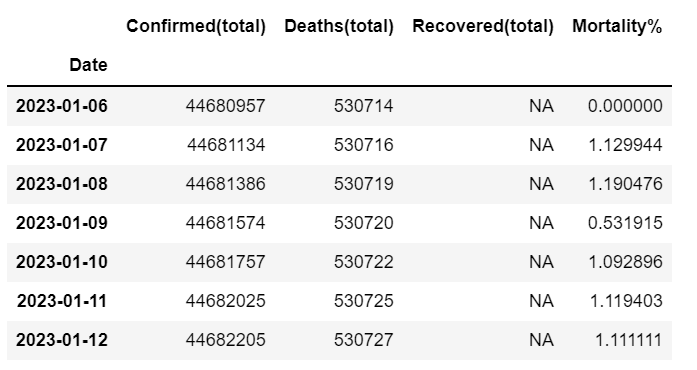 Confirmed(total) Deaths(total) Recovered(total) Mortality%
Date
2023-01-06 44680957 530714 NA 0.000000
2023-01-07 44681134 530716 NA 1.129944
2023-01-08 44681386 530719 NA 1.190476
2023-01-09 44681574 530720 NA 0.531915
2023-01-10 44681757 530722 NA 1.092896
2023-01-11 44682025 530725 NA 1.119403
2023-01-12 44682205 530727 NA 1.111111